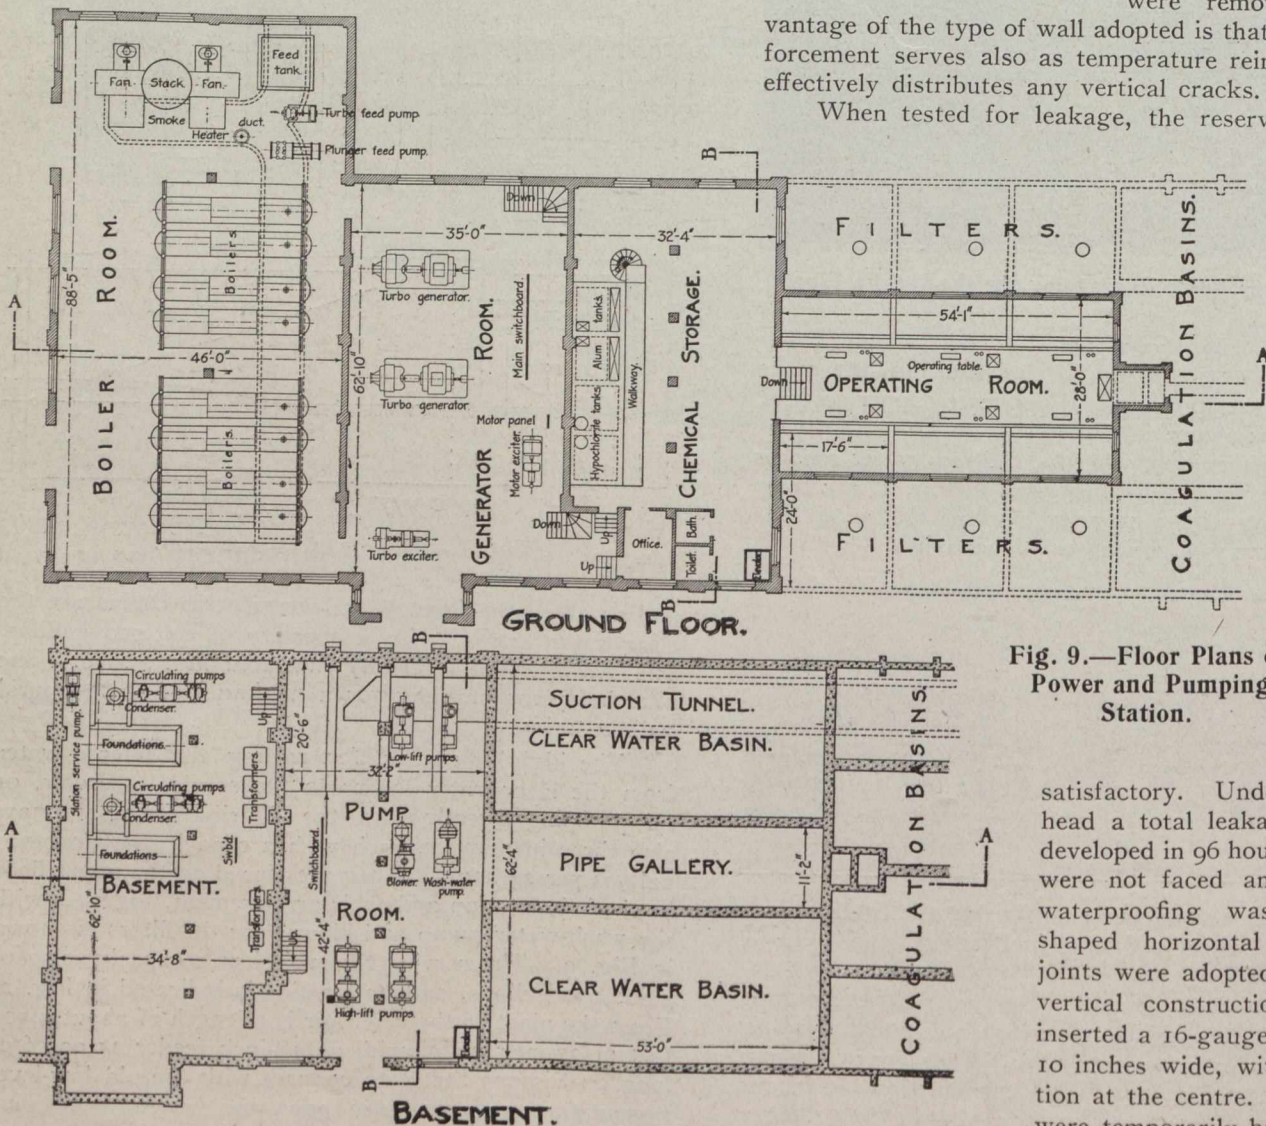 were remo
vantage of the type of wall adopted is that
forcement serves also as temperature rein
effectively distributes any vertical cracks.
When tested for leakage, the reserv
Fan.
Stack.
Fan.
Feed
tank.
Smoke
duct.
Heater
Turbo feed pump.
Plunger feed pump.
BOILER ROOM.
88'-5"
Boilers
46'-0"
Boilers.
A
35'-0"
Down
Turbo generator.
Turbo generator
62'-10"
GENERATOR ROOM.
Main switchboard.
Motor panel
Motor exciter.
Turbo exciter.
Down
Up
Up
32'-4"
B
Alum tanks.
Hypochlorite tanks.
Walkway.
CHEMICAL STORAGE.
Office.
Bath.
Toilet.
B
FILTERS.
54'-1"
Down
Operating table.
OPERATING ROOM.
28'-0"
17'-6"
24'-0"
FILTERS.
COAGULATION BASINS.
A
GROUND FLOOR.
Fig. 9.—Floor Plans
Power and Pumping
Station.
Station service pump.
Circulating pumps
Condenser.
Foundations.
Circulating pumps.
Condenser.
Foundations
BASEMENT.
62'-10"
34'-8"
Up
Transformers
Swbd.
Transformers
Up.
A
B
20'-6"
32'-2"
Low-lift pumps.
PUMP
ROOM.
Switchboard.
42'-4"
Blower.
Wash-water
pump.
High-lift pumps.
B
SUCTION TUNNEL.
CLEAR WATER BASIN.
62'-4"
PIPE GALLERY.
11'-2"
CLEAR WATER BASIN.
53'-0"
COAGULATION BASINS.
A
BASEMENT.
satisfactory. Und
head a total leaka
developed in 96 hou
were not faced an
waterproofing was
shaped horizontal
joints were adopted
vertical constructio
inserted a 16-gauge
10 inches wide, wi
tion at the centre.
were temporarily b